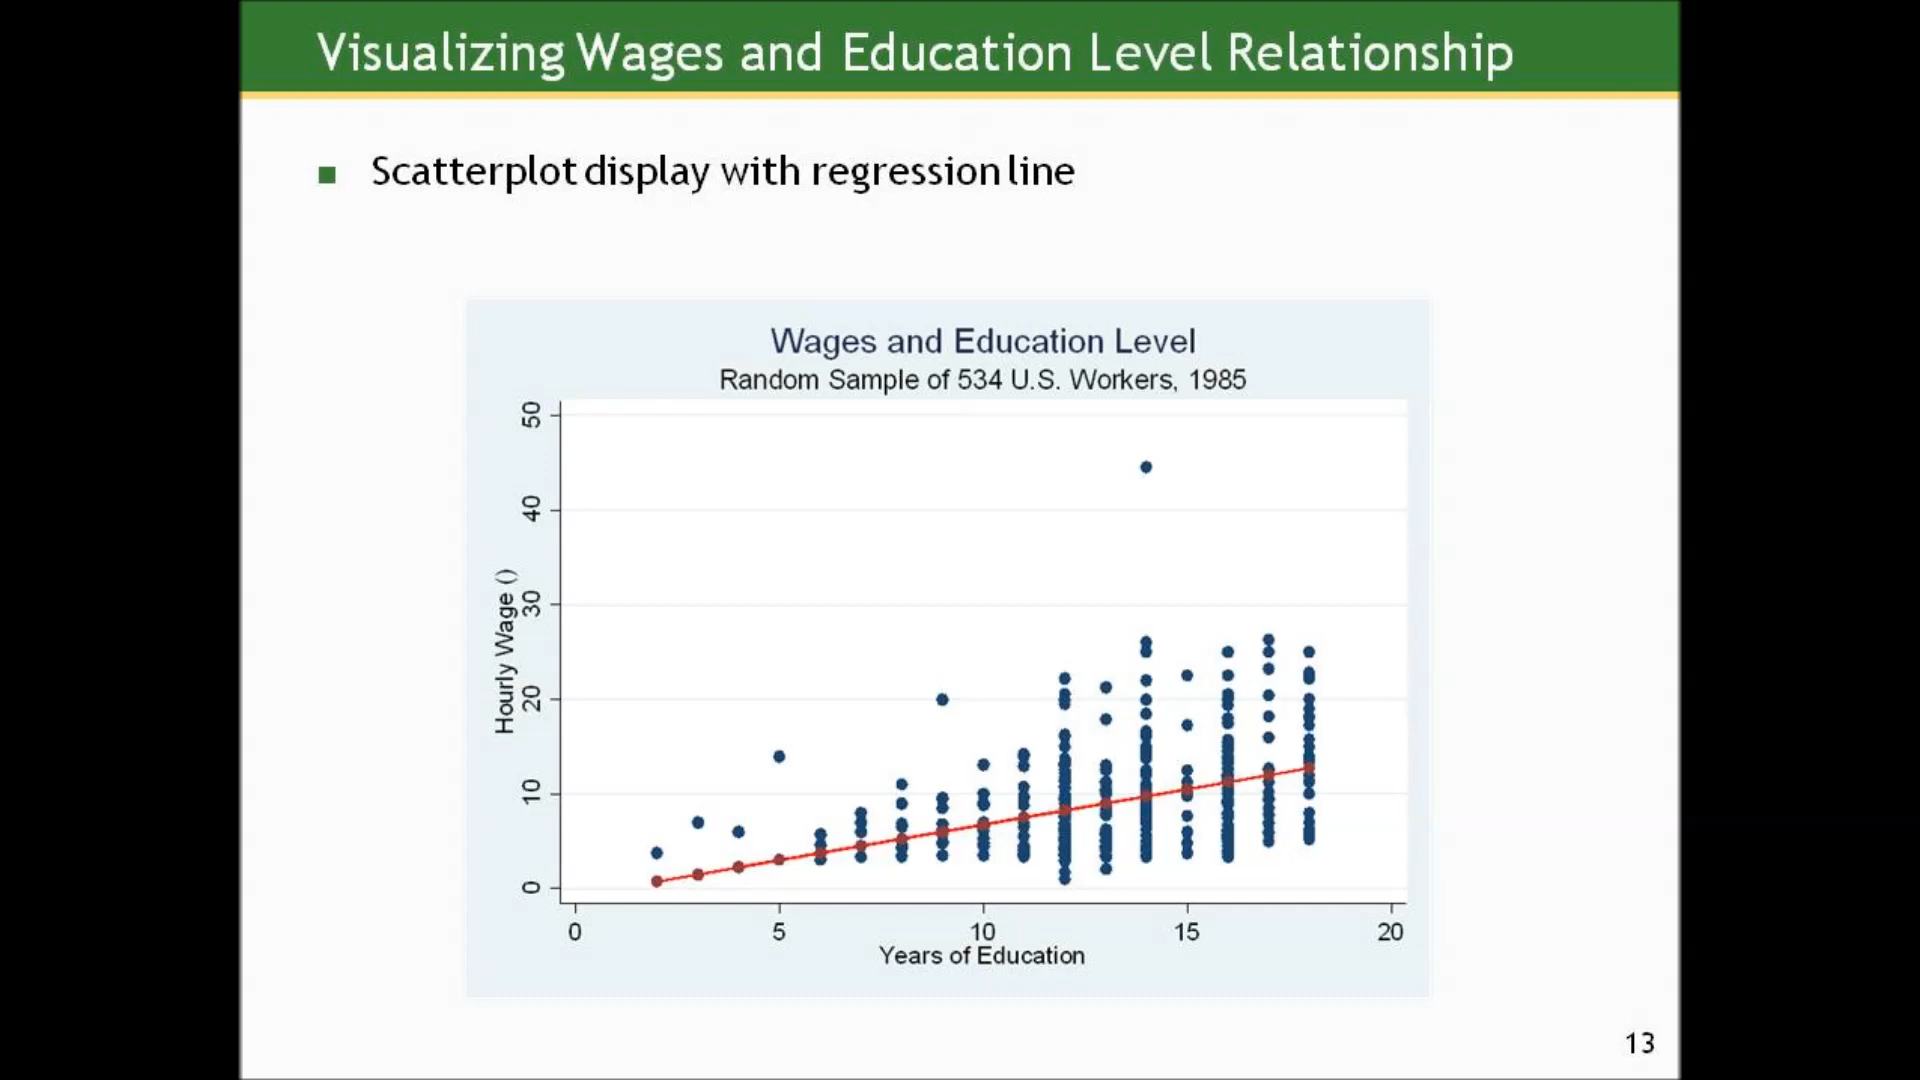 Visualizing Wages and Education Level Relationship
Scatterplot display with regression line
Wages and Education Level
Random Sample of 534 U.S. Workers, 1985
50
40
30
20
10
0
Hourly Wage ()
0 5 10 15 20
Years of Education
13